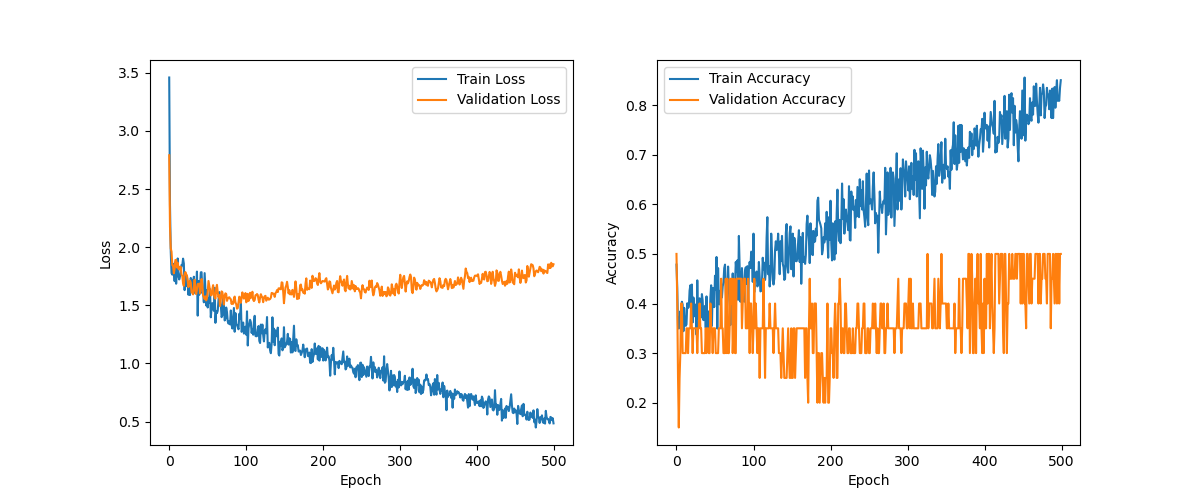 Train Loss
Validation Loss
3.5
3.0
2.5
2.0
1.5
1.0
0.5
Loss
0 100 200 300 400 500
Epoch
Train Accuracy
Validation Accuracy
0.8
0.7
0.6
0.5
0.4
0.3
0.2
Accuracy
0 100 200 300 400 500
Epoch